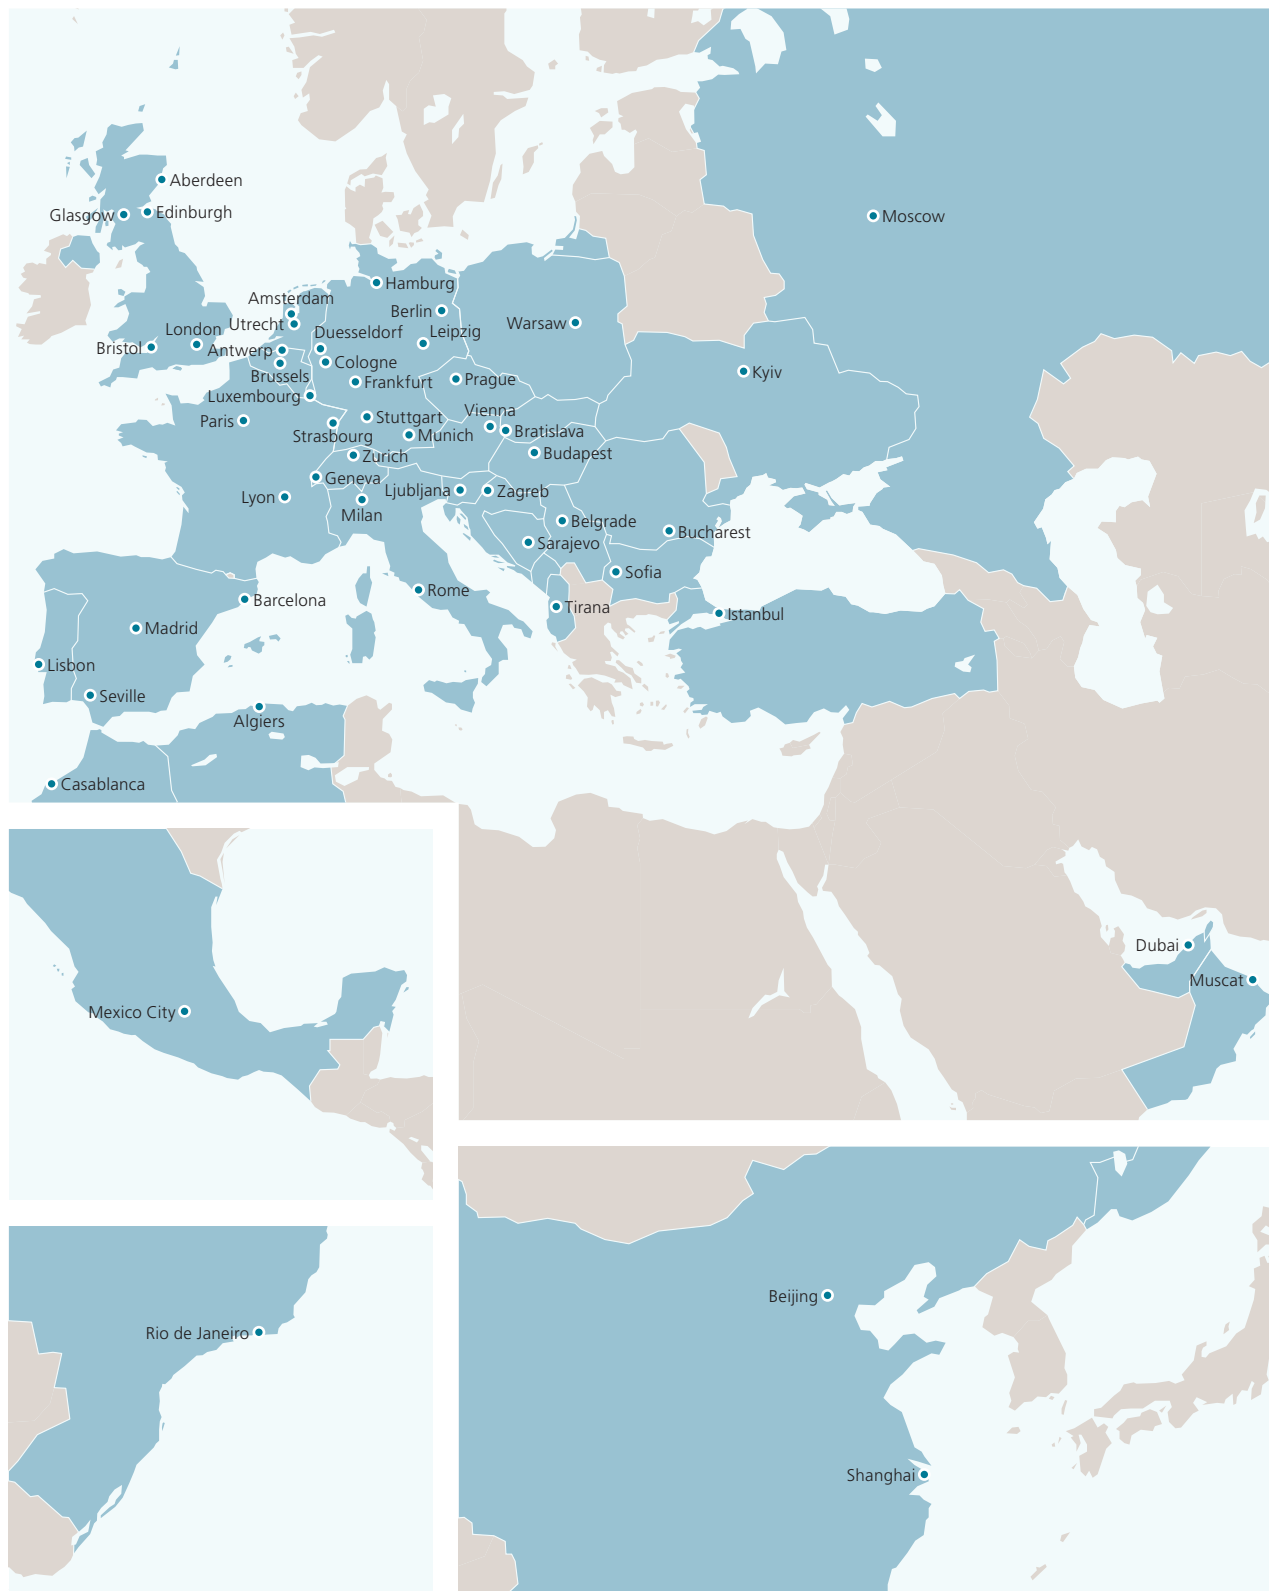 Aberdeen
Glasgow
Edinburgh
Moscow
Hamburg
Amsterdam
Berlin
Utrecht
Warsaw
London
Duesseldorf
Leipzig
Bristol
Antwerp
Cologne
Kyiv
Brussels
Frankfurt
Prague
Luxembourg
Vienna
Paris
Stuttgart
Strasbourg
Munich
Bratislava
Zurich
Budapest
Geneva
Lyon
Ljubljana
Zagreb
Milan
Belgrade
Bucharest
Sarajevo
Sofia
Rome
Barcelona
Tirana
Istanbul
Madrid
Lisbon
Seville
Algiers
Casablanca
Dubai
Muscat
Mexico City
Beijing
Rio de Janeiro
Shanghai